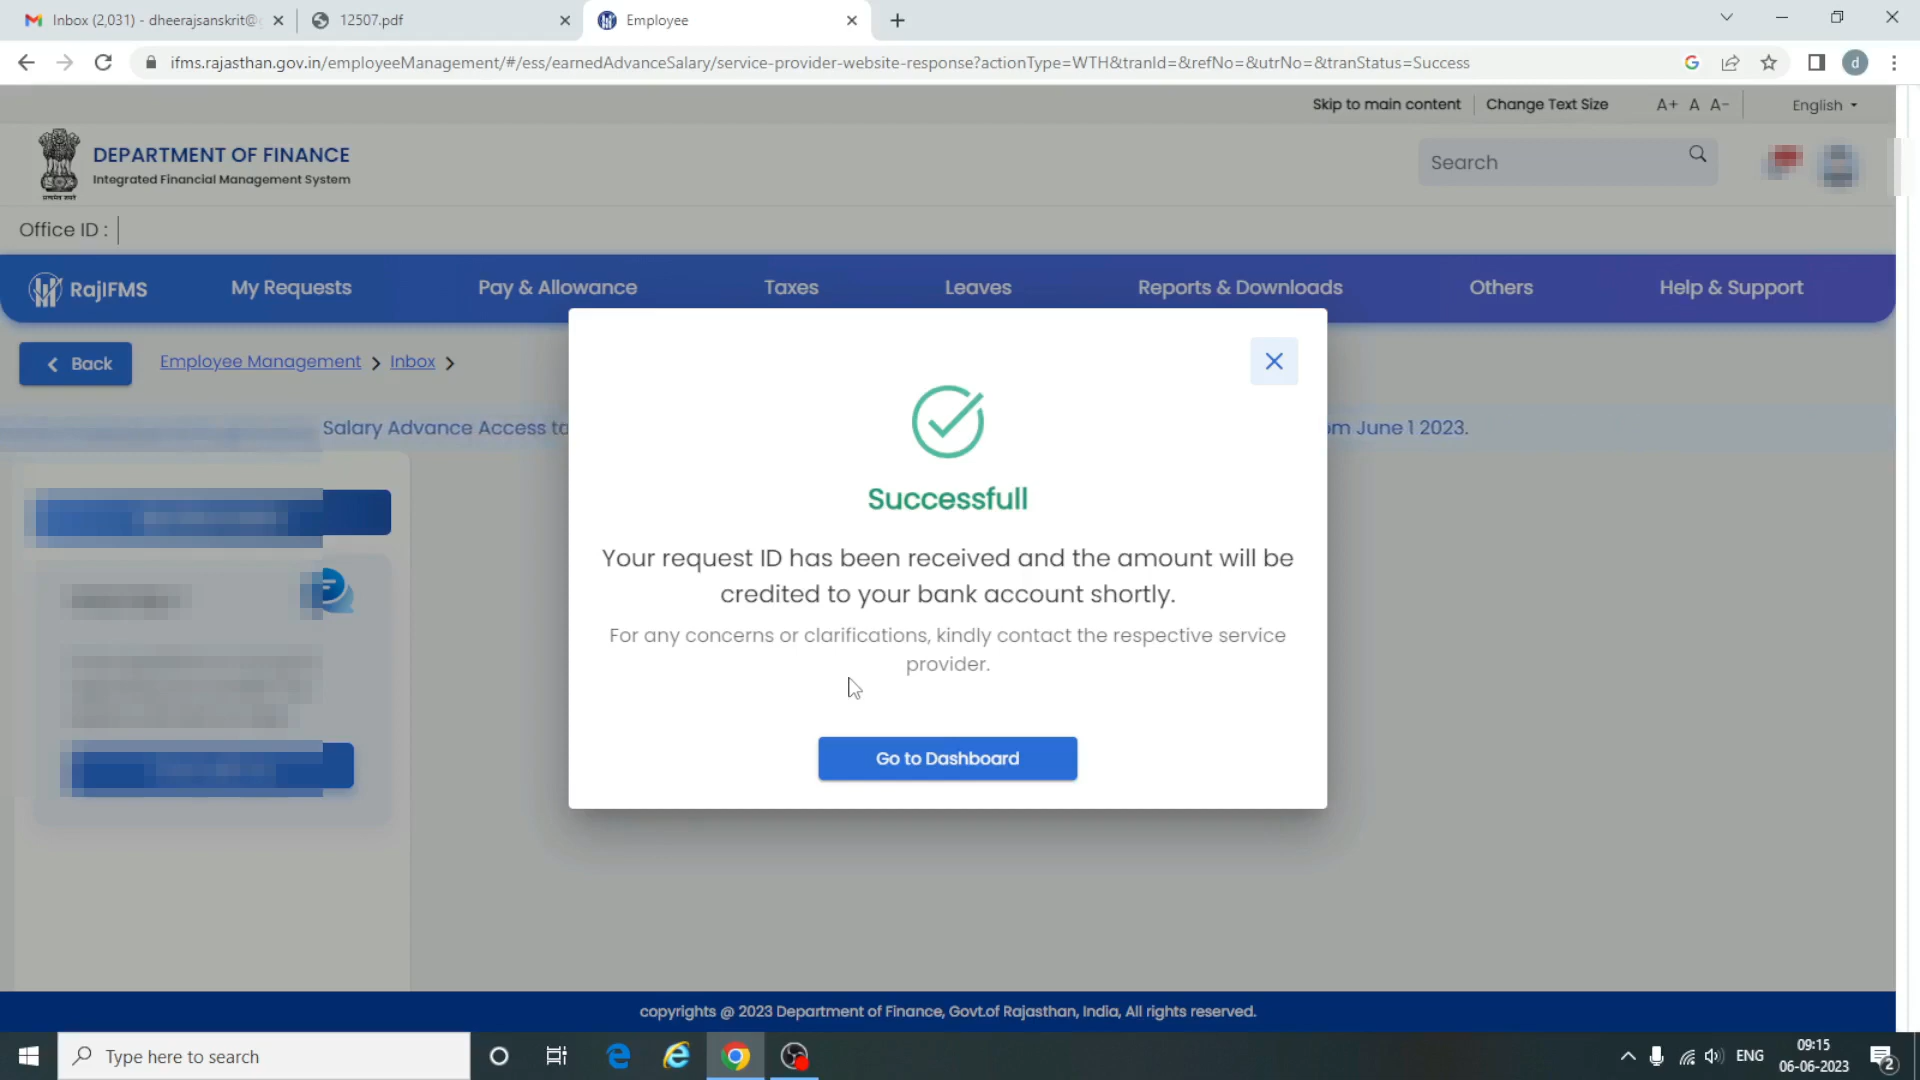 Inbox (2,031) - dheerajsanskrit@
12507.pdf
Employee
ifms.rajasthan.gov.in/employeeManagement/#/ess/earnedAdvanceSalary/service-provider-website-response?actionType=WTH&tranId=&refNo=&utrNo=&tranStatus=Success
d
Skip to main content
Change Text Size
A+ A A-
English
DEPARTMENT OF FINANCE
Integrated Financial Management System
सत्यमेव जयते
Search
Office ID :
RajIFMS
My Requests
Pay & Allowance
Taxes
Leaves
Reports & Downloads
Others
Help & Support
Back
Employee Management
Inbox
Salary Advance Access
June 1 2023.
Successfull
Your request ID has been received and the amount will be
credited to your bank account shortly.
For any concerns or clarifications, kindly contact the respective service
provider.
Go to Dashboard
copyrights @ 2023 Department of Finance, Govt.of Rajasthan, India, All rights reserved.
Type here to search
ENG
09:15
06-06-2023
2